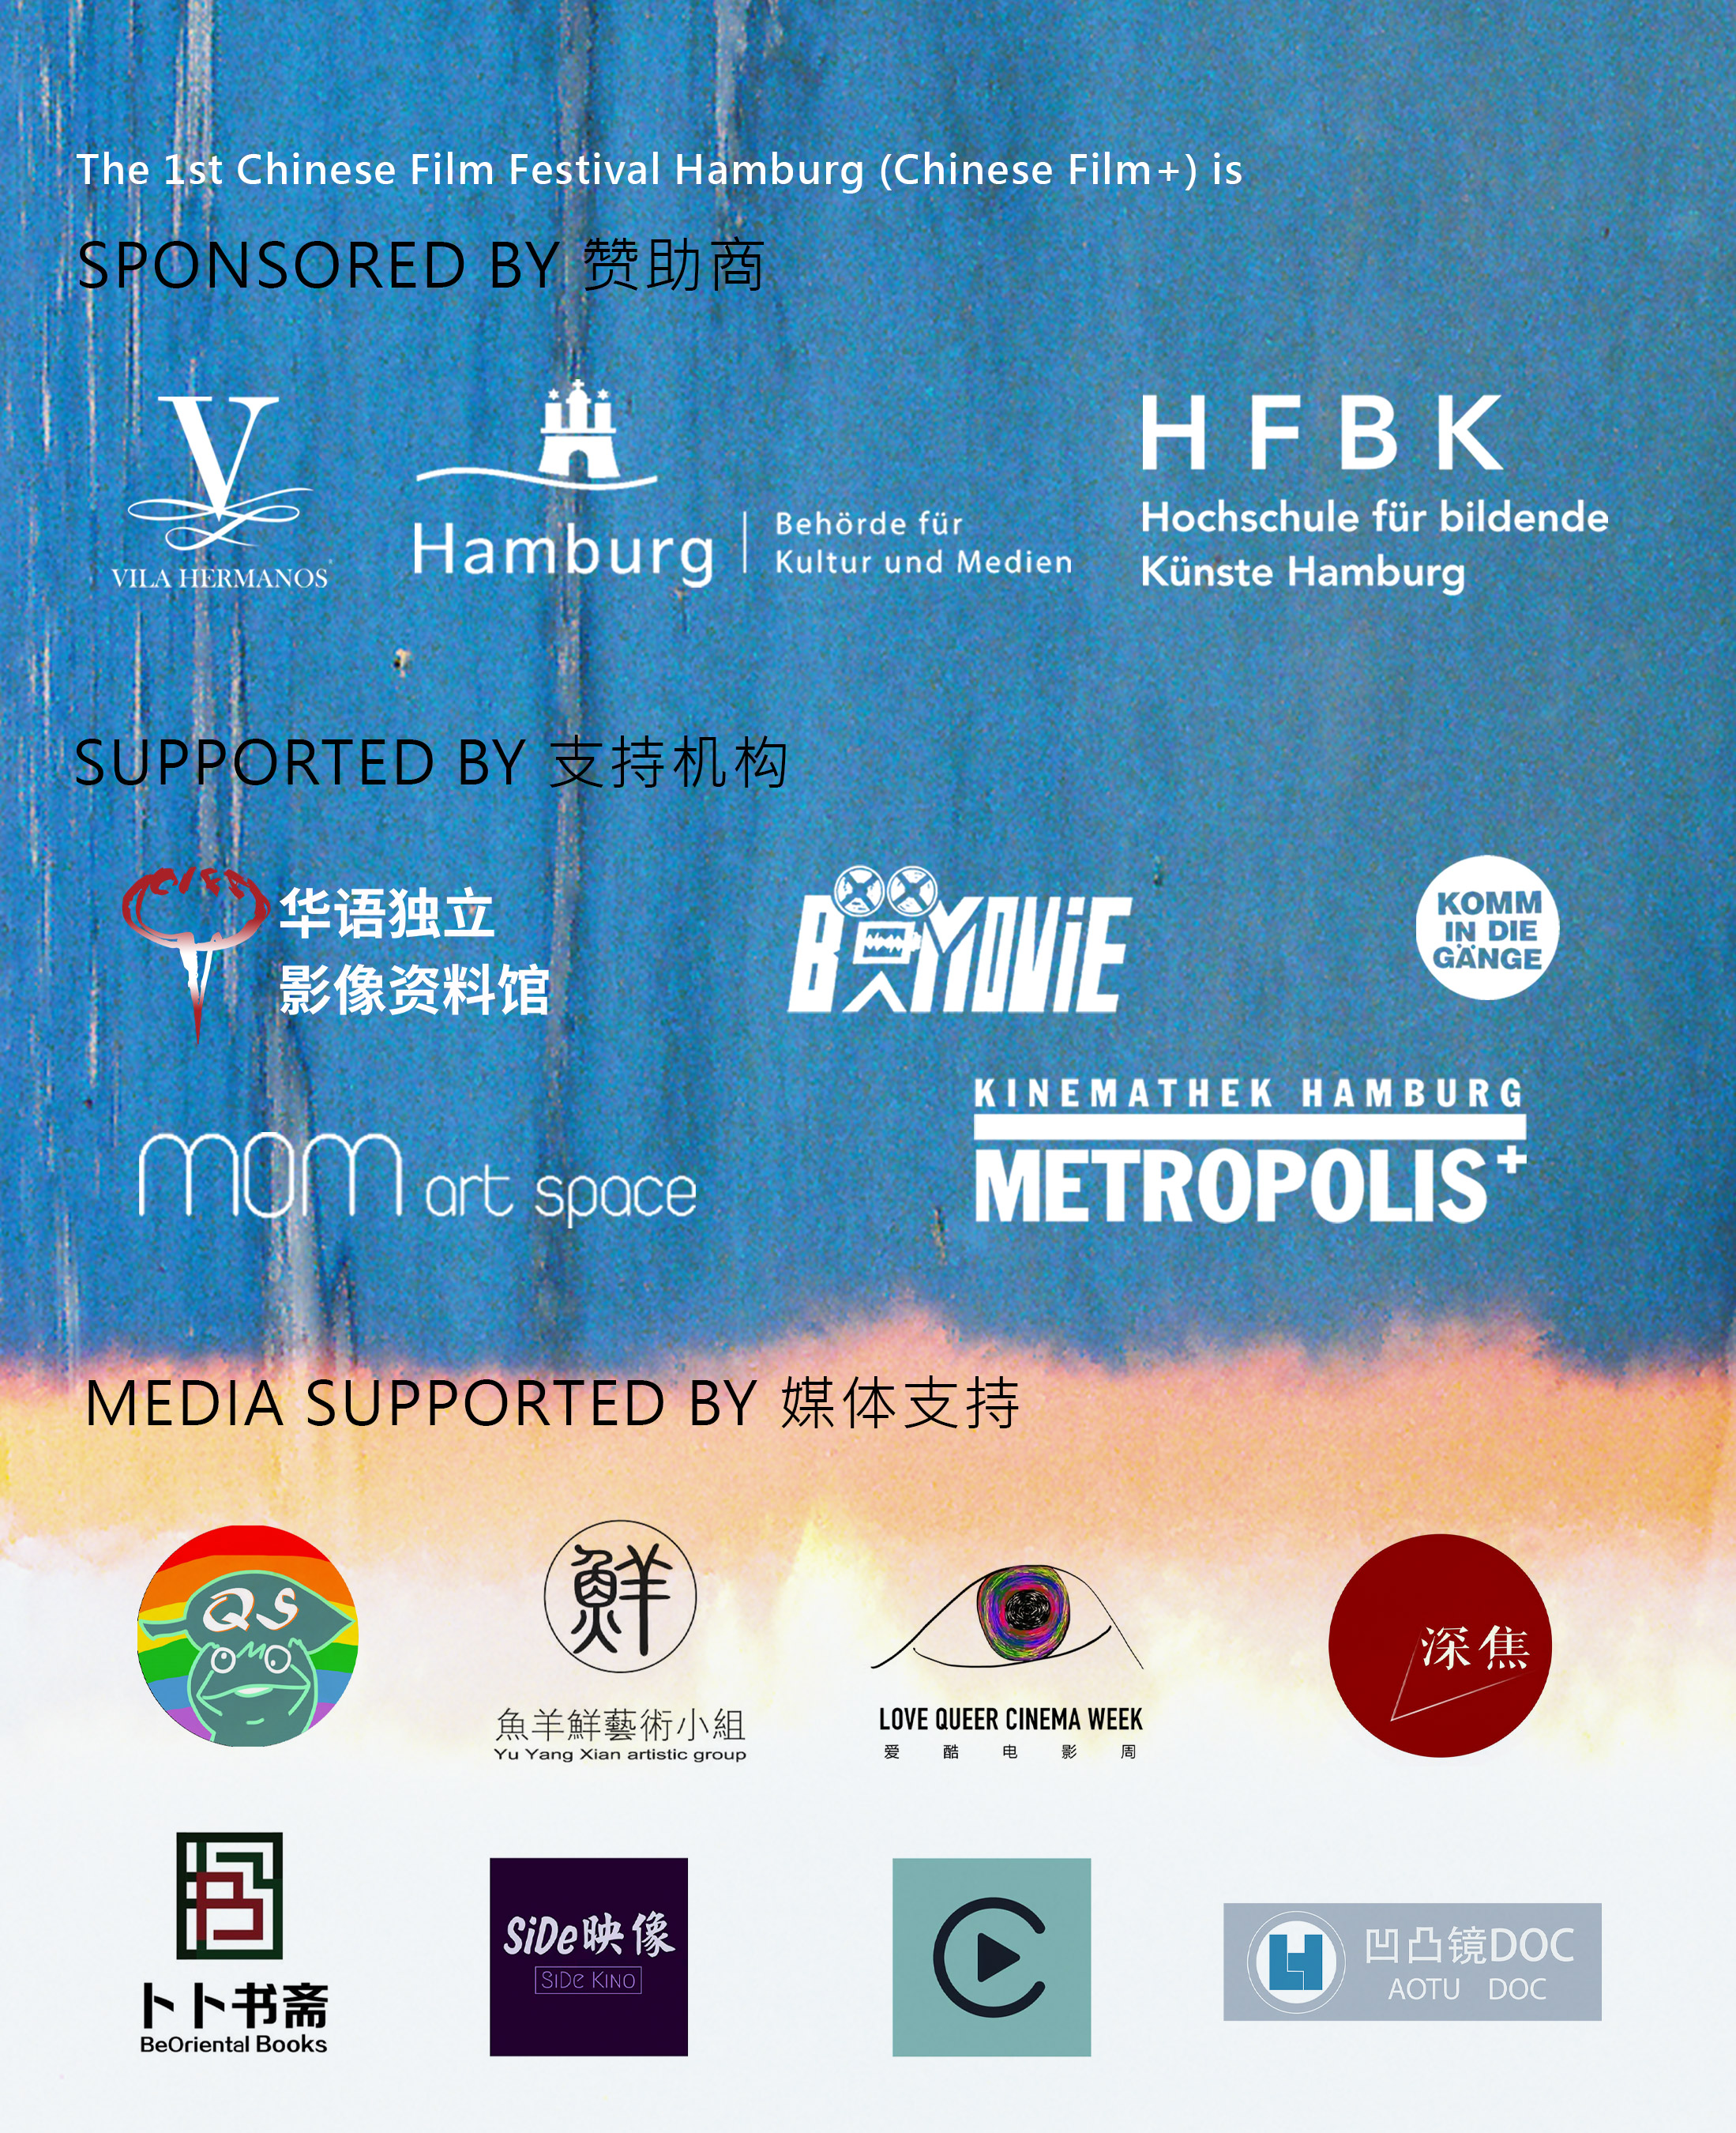 The 1st Chinese Film Festival Hamburg (Chinese Film+) is
SPONSORED BY 赞助商
V
VILA HERMANOS
Hamburg
Behörde für
Kultur und Medien
HFBK
Hochschule für bildende
Künste Hamburg
SUPPORTED BY 支持机构
CIFA
华语独立
影像资料馆
B MOVIE
KOMM
IN DIE
GÄNGE
mom art space
KINEMATHEK HAMBURG
METROPOLIS+
MEDIA SUPPORTED BY 媒体支持
QS
鮮
魚羊鮮藝術小組
Yu Yang Xian artistic group
LOVE QUEER CINEMA WEEK
爱酷电影周
深焦
卜卜书斋
BeOriental Books
SiDe映像
SIDE KINO
凹凸镜DOC
AOTU DOC